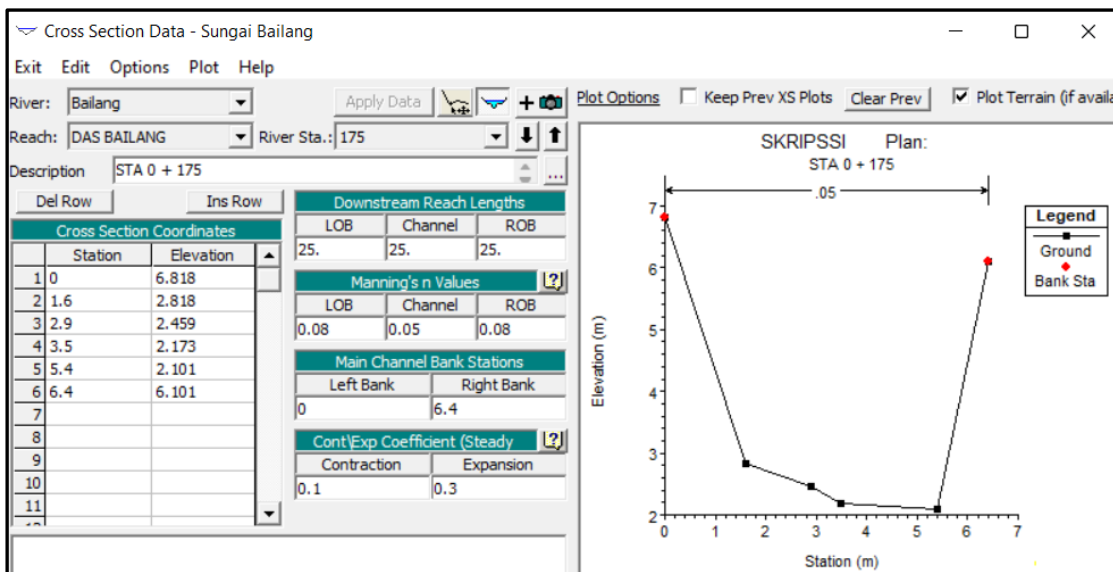 Cross Section Data - Sungai Bailang
Exit Edit Options Plot Help
River: Bailang Apply Data Plot Options Keep Prev XS Plots Clear Prev Plot Terrain (if availa
Reach: DAS BAILANG River Sta.: 175
Description STA 0 + 175 ...
Del Row Ins Row
Cross Section Coordinates
Station Elevation
1 0 6.818
2 1.6 2.818
3 2.9 2.459
4 3.5 2.173
5 5.4 2.101
6 6.4 6.101
7
8
9
10
11
Downstream Reach Lengths
LOB Channel ROB
25. 25. 25.
Manning's n Values
LOB Channel ROB
0.08 0.05 0.08
Main Channel Bank Stations
Left Bank Right Bank
0 6.4
Cont\Exp Coefficient (Steady
Contraction Expansion
0.1 0.3
SKRIPSSI Plan:
STA 0 + 175
.05
7
6
5
4
3
2
Elevation (m)
0 1 2 3 4 5 6 7
Station (m)
Legend
Ground
Bank Sta